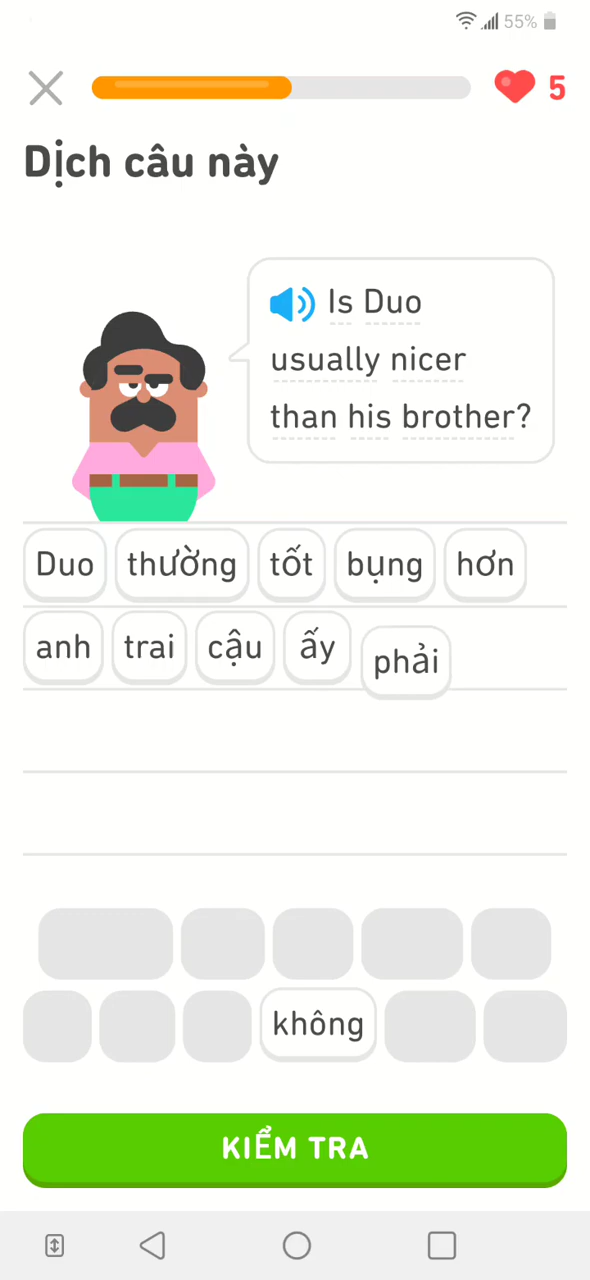 55%
5
Dịch câu này
Is Duo
usually nicer
than his brother?
Duo thường tốt bụng hơn
anh trai cậu ấy phải
không
KIỂM TRA